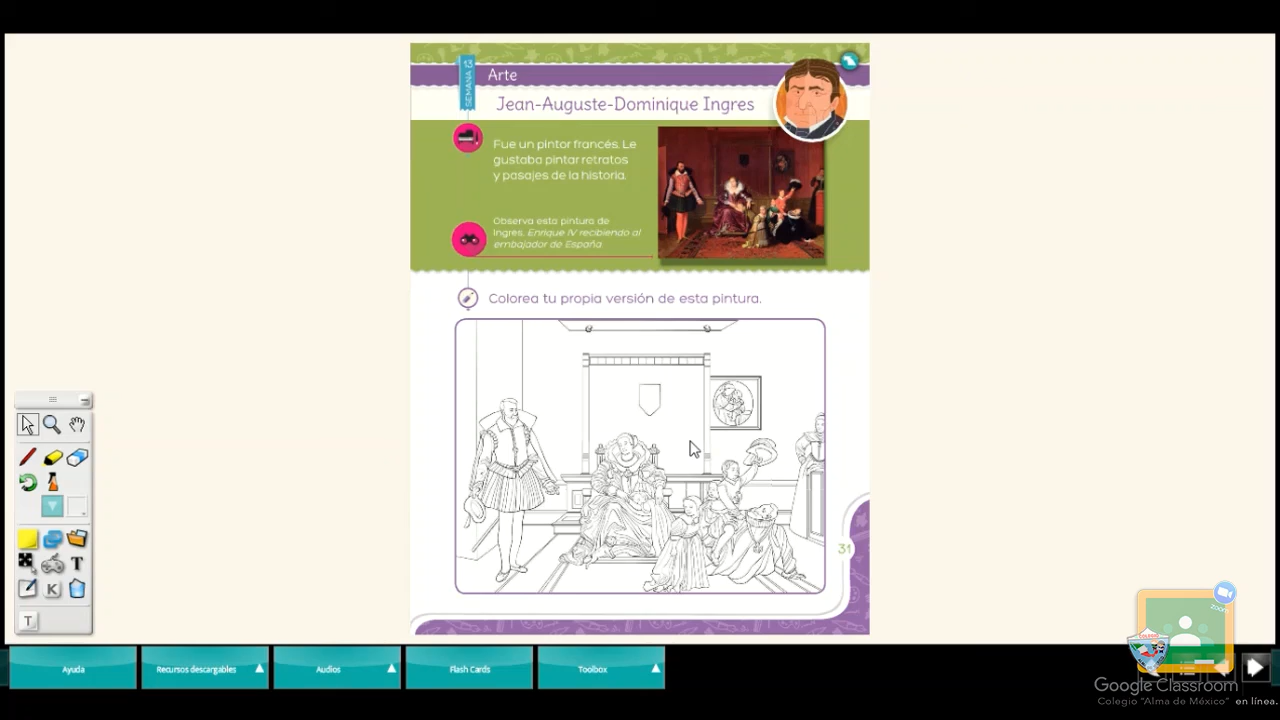 SEMANA 13
Arte
Jean-Auguste-Dominique Ingres
Fue un pintor francés. Le
gustaba pintar retratos
y pasajes de la historia.
Observa esta pintura de
Ingres. Enrique IV recibiendo al
embajador de España
Colorea tu propia versión de esta pintura.
31
T
K
T
Ayuda
Recursos descargables
Audios
Flash Cards
Toolbox
zoom
COLEGIO
Google Classroom
Colegio "Alma de México" en línea.